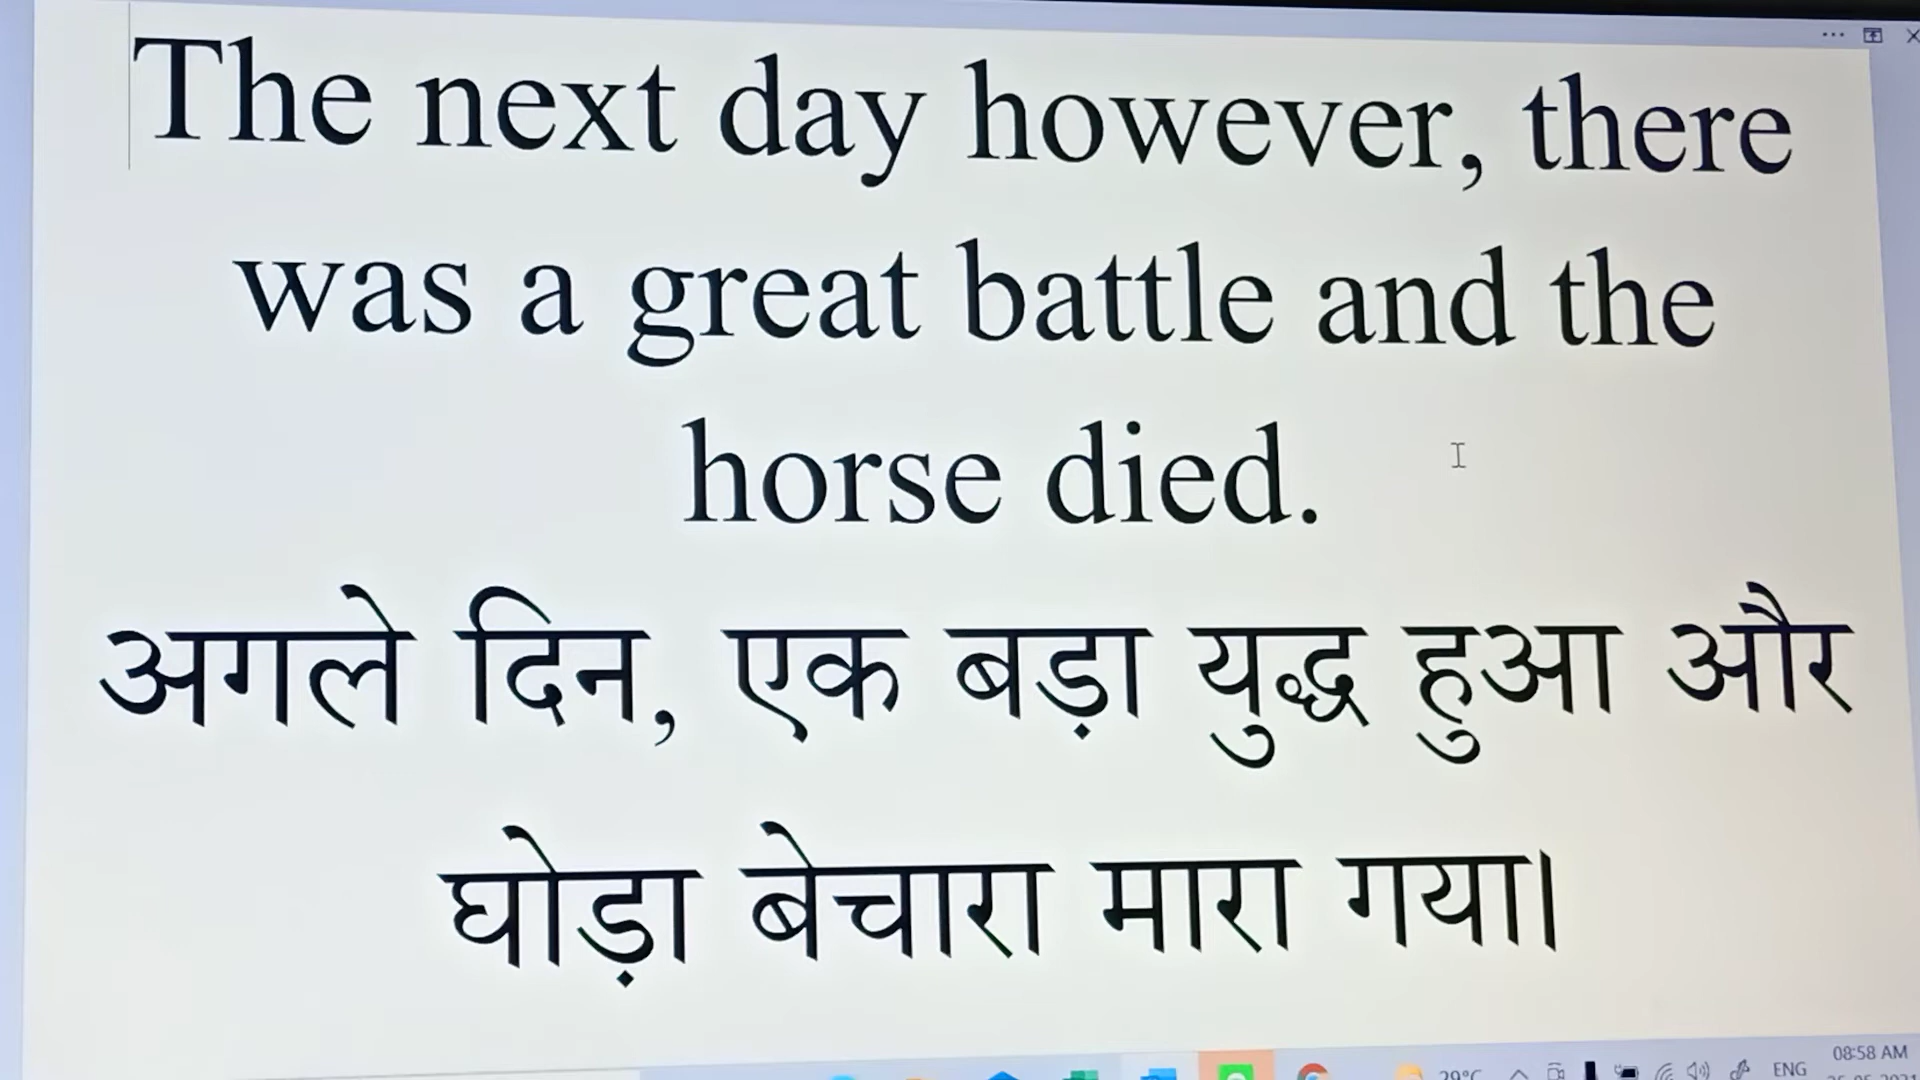 The next day however, there
was a great battle and the
horse died.
अगले दिन, एक बड़ा युद्ध हुआ और
घोड़ा बेचारा मारा गया।
29°C ENG 08:58 AM